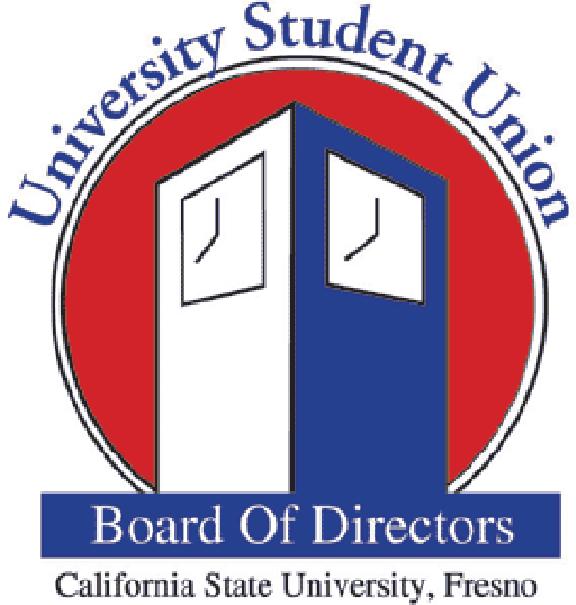 University Student Union
Board Of Directors
California State University, Fresno